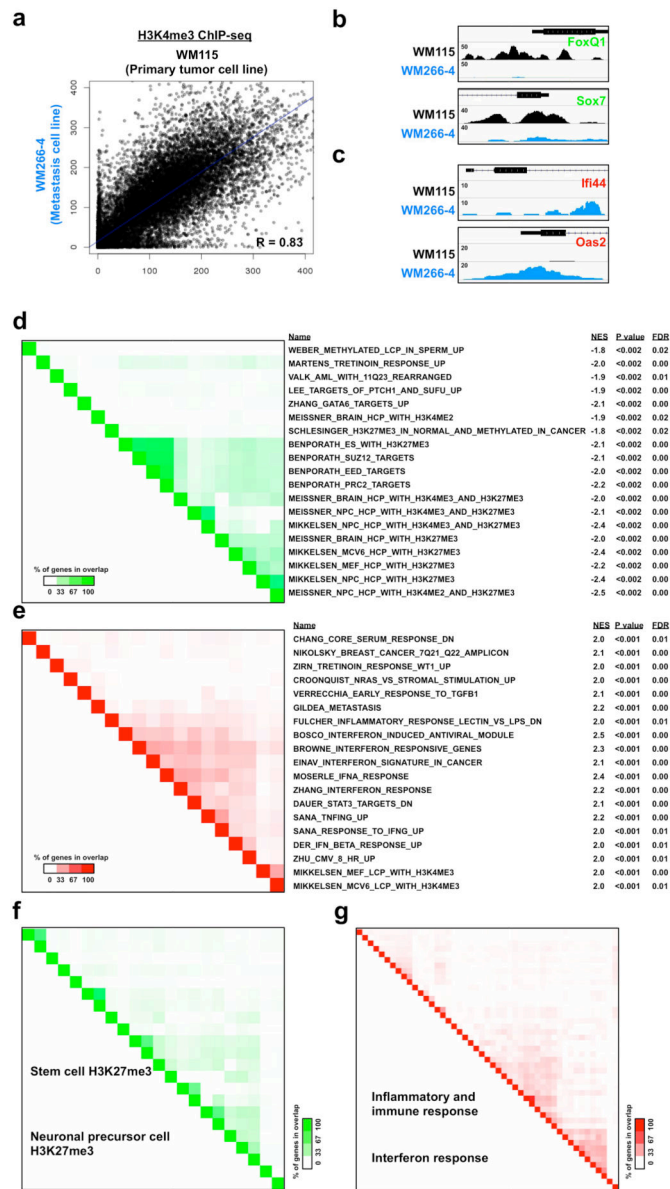 a
H3K4me3 ChIP-seq
WM115
(Primary tumor cell line)
WM266-4
(Metastasis cell line)
400
300
200
100
0
0 100 200 300 400
R = 0.83
b
FoxQ1
WM115
50
WM266-4
50
Sox7
WM115
40
WM266-4
40
c
Ifi44
WM115
10
WM266-4
10
Oas2
WM115
20
WM266-4
20
d
Name NES P value FDR
WEBER_METHYLATED_LCP_IN_SPERM_UP -1.8 <0.002 0.02
MARTENS_TRETINOIN_RESPONSE_UP -2.0 <0.002 0.00
VALK_AML_WITH_11Q23_REARRANGED -1.9 <0.002 0.01
LEE_TARGETS_OF_PTCH1_AND_SUFU_UP -1.9 <0.002 0.00
ZHANG_GATA6_TARGETS_UP -2.1 <0.002 0.00
MEISSNER_BRAIN_HCP_WITH_H3K4ME2 -1.9 <0.002 0.02
SCHLESINGER_H3K27ME3_IN_NORMAL_AND_METHYLATED_IN_CANCER -1.8 <0.002 0.02
BENPORATH_ES_WITH_H3K27ME3 -2.1 <0.002 0.00
BENPORATH_SUZ12_TARGETS -2.1 <0.002 0.00
BENPORATH_EED_TARGETS -2.0 <0.002 0.00
BENPORATH_PRC2_TARGETS -2.2 <0.002 0.00
MEISSNER_BRAIN_HCP_WITH_H3K4ME3_AND_H3K27ME3 -2.0 <0.002 0.00
MEISSNER_NPC_HCP_WITH_H3K4ME3_AND_H3K27ME3 -2.1 <0.002 0.00
MIKKELSEN_NPC_HCP_WITH_H3K4ME3_AND_H3K27ME3 -2.4 <0.002 0.00
MEISSNER_BRAIN_HCP_WITH_H3K27ME3 -2.0 <0.002 0.00
MIKKELSEN_MCV6_HCP_WITH_H3K27ME3 -2.4 <0.002 0.00
MIKKELSEN_MEF_HCP_WITH_H3K27ME3 -2.2 <0.002 0.00
MIKKELSEN_NPC_HCP_WITH_H3K27ME3 -2.4 <0.002 0.00
MEISSNER_NPC_HCP_WITH_H3K4ME2_AND_H3K27ME3 -2.5 <0.002 0.00
% of genes in overlap
0 33 67 100
e
Name NES P value FDR
CHANG_CORE_SERUM_RESPONSE_DN 2.0 <0.001 0.01
NIKOLSKY_BREAST_CANCER_7Q21_Q22_AMPLICON 2.1 <0.001 0.00
ZIRN_TRETINOIN_RESPONSE_WT1_UP 2.0 <0.001 0.00
CROONQUIST_NRAS_VS_STROMAL_STIMULATION_UP 2.0 <0.001 0.00
VERRECCHIA_EARLY_RESPONSE_TO_TGFB1 2.1 <0.001 0.00
GILDEA_METASTASIS 2.2 <0.001 0.00
FULCHER_INFLAMMATORY_RESPONSE_LECTIN_VS_LPS_DN 2.0 <0.001 0.01
BOSCO_INTERFERON_INDUCED_ANTIVIRAL_MODULE 2.5 <0.001 0.00
BROWNE_INTERFERON_RESPONSIVE_GENES 2.3 <0.001 0.00
EINAV_INTERFERON_SIGNATURE_IN_CANCER 2.1 <0.001 0.00
MOSERLE_IFNA_RESPONSE 2.4 <0.001 0.00
ZHANG_INTERFERON_RESPONSE 2.2 <0.001 0.00
DAUER_STAT3_TARGETS_DN 2.1 <0.001 0.00
SANA_TNFING_UP 2.2 <0.001 0.00
SANA_RESPONSE_TO_IFNG_UP 2.0 <0.001 0.01
DER_IFN_BETA_RESPONSE_UP 2.0 <0.001 0.01
ZHU_CMV_8_HR_UP 2.0 <0.001 0.01
MIKKELSEN_MEF_LCP_WITH_H3K4ME3 2.0 <0.001 0.00
MIKKELSEN_MCV6_LCP_WITH_H3K4ME3 2.0 <0.001 0.01
% of genes in overlap
0 33 67 100
f
Stem cell H3K27me3
Neuronal precursor cell
H3K27me3
% of genes in overlap
0 33 67 100
g
Inflammatory and
immune response
Interferon response
% of genes in overlap
0 33 67 100